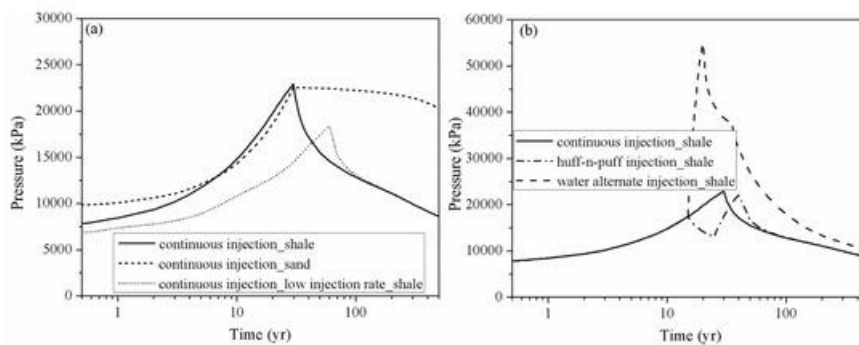 (a)
30000
25000
20000
15000
10000
5000
0
Pressure (kPa)
continuous injection_shale
continuous injection_sand
continuous injection_low injection rate_shale
1
10
100
Time (yr)
(b)
60000
50000
40000
30000
20000
10000
0
Pressure (kPa)
continuous injection_shale
huff-n-puff injection_shale
water alternate injection_shale
1
10
100
Time (yr)